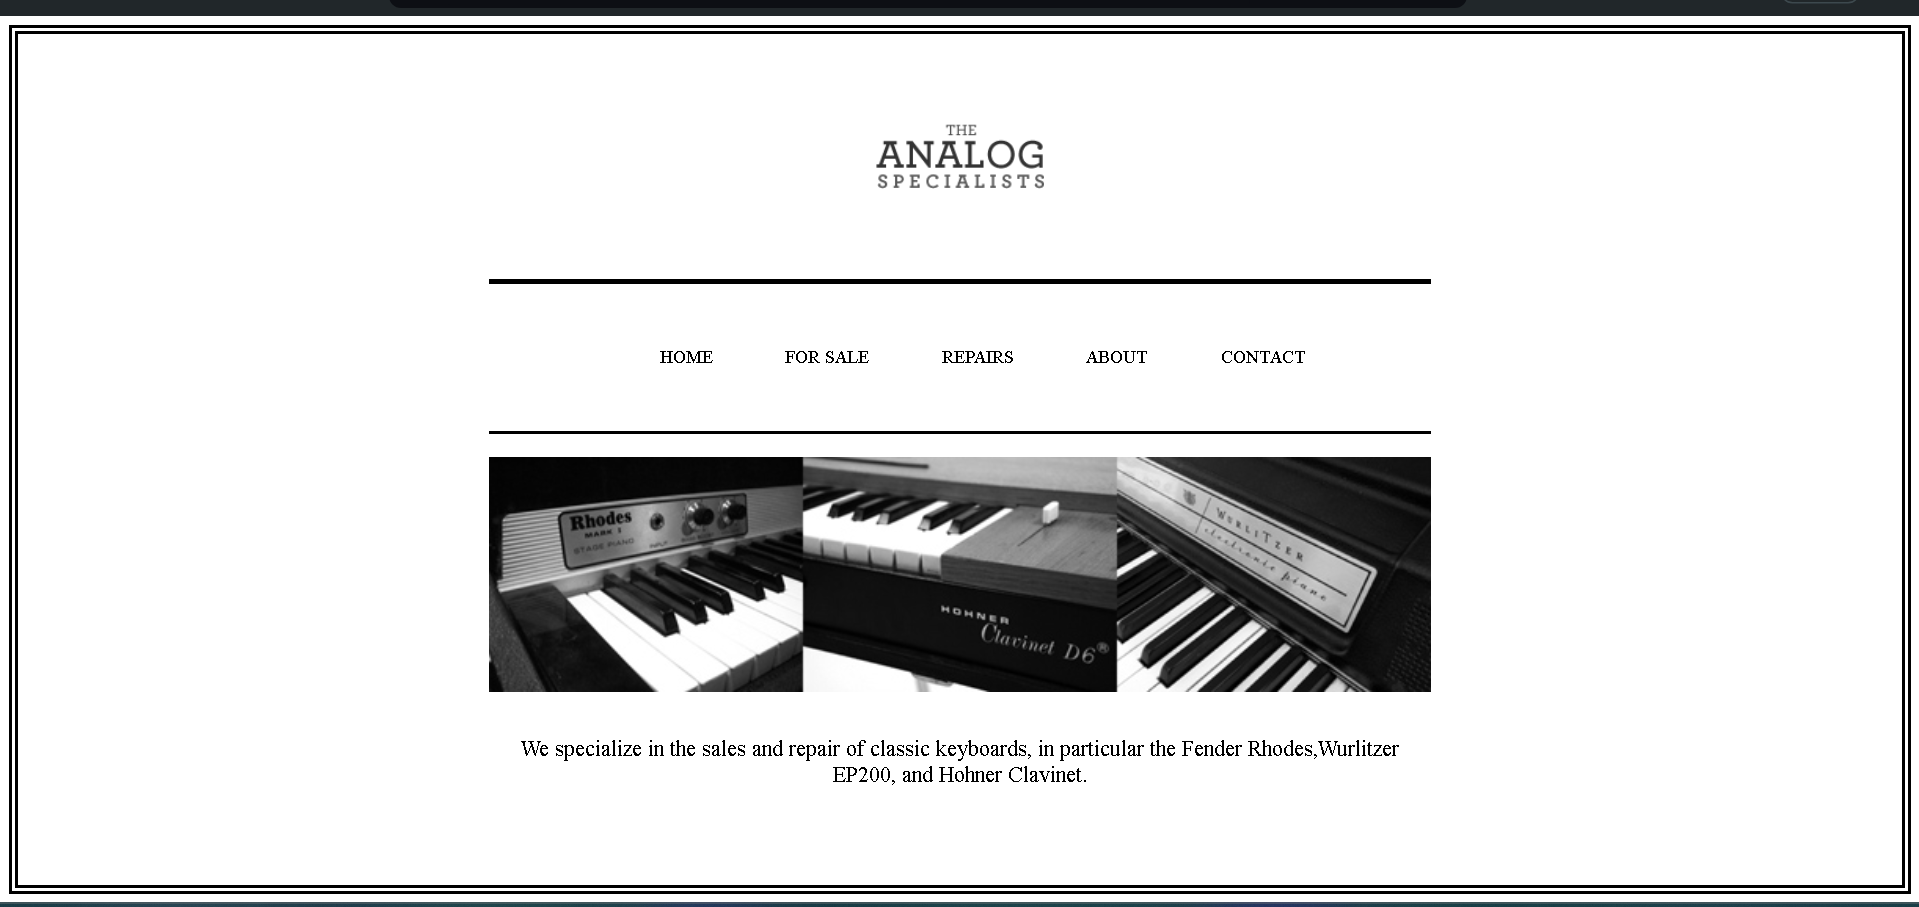 THE
ANALOG
SPECIALISTS
HOME FOR SALE REPAIRS ABOUT CONTACT
Rhodes
MARK I
STAGE PIANO
INPUT
HOHNER
Clavinet D6®
WURLITZER
electronic piano
We specialize in the sales and repair of classic keyboards, in particular the Fender Rhodes,Wurlitzer
EP200, and Hohner Clavinet.